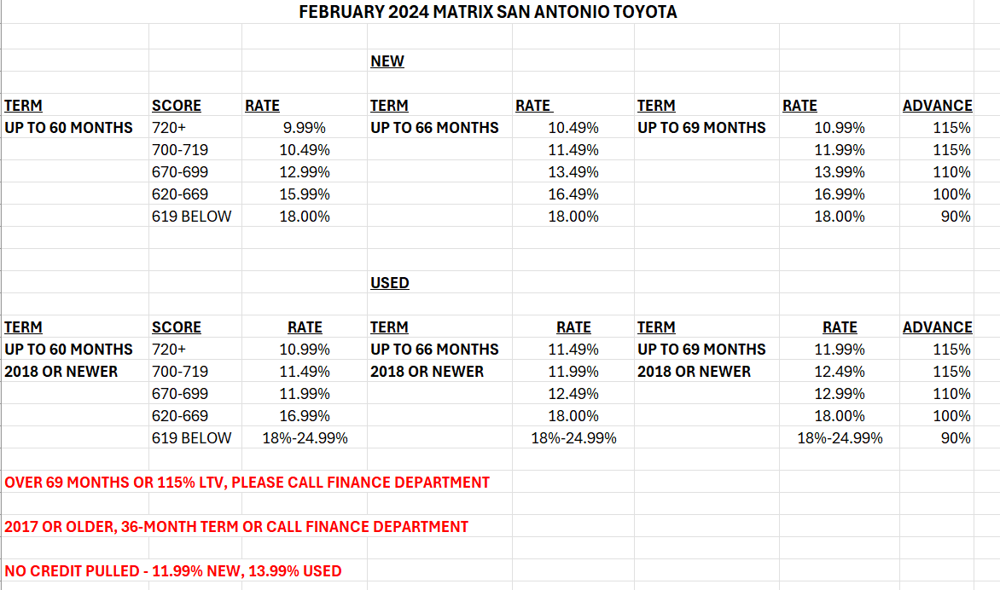 FEBRUARY 2024 MATRIX SAN ANTONIO TOYOTA
NEW
TERM SCORE RATE TERM RATE TERM RATE ADVANCE
UP TO 60 MONTHS 720+ 9.99% UP TO 66 MONTHS 10.49% UP TO 69 MONTHS 10.99% 115%
700-719 10.49% 11.49% 11.99% 115%
670-699 12.99% 13.49% 13.99% 110%
620-669 15.99% 16.49% 16.99% 100%
619 BELOW 18.00% 18.00% 18.00% 90%
USED
TERM SCORE RATE TERM RATE TERM RATE ADVANCE
UP TO 60 MONTHS 720+ 10.99% UP TO 66 MONTHS 11.49% UP TO 69 MONTHS 11.99% 115%
2018 OR NEWER 700-719 11.49% 2018 OR NEWER 11.99% 2018 OR NEWER 12.49% 115%
670-699 11.99% 12.49% 12.99% 110%
620-669 16.99% 18.00% 18.00% 100%
619 BELOW 18%-24.99% 18%-24.99% 18%-24.99% 90%
OVER 69 MONTHS OR 115% LTV, PLEASE CALL FINANCE DEPARTMENT
2017 OR OLDER, 36-MONTH TERM OR CALL FINANCE DEPARTMENT
NO CREDIT PULLED - 11.99% NEW, 13.99% USED